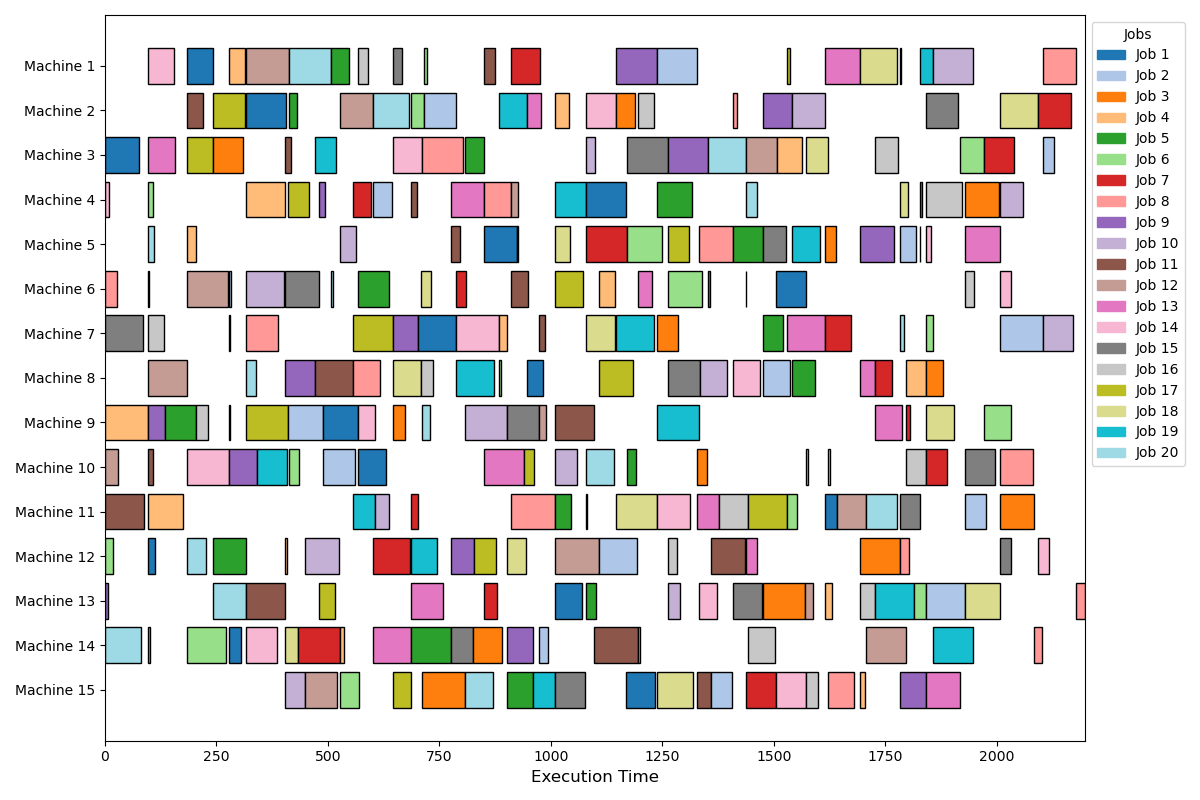 Machine 1
Machine 2
Machine 3
Machine 4
Machine 5
Machine 6
Machine 7
Machine 8
Machine 9
Machine 10
Machine 11
Machine 12
Machine 13
Machine 14
Machine 15
0 250 500 750 1000 1250 1500 1750 2000
Execution Time
Jobs
Job 1
Job 2
Job 3
Job 4
Job 5
Job 6
Job 7
Job 8
Job 9
Job 10
Job 11
Job 12
Job 13
Job 14
Job 15
Job 16
Job 17
Job 18
Job 19
Job 20